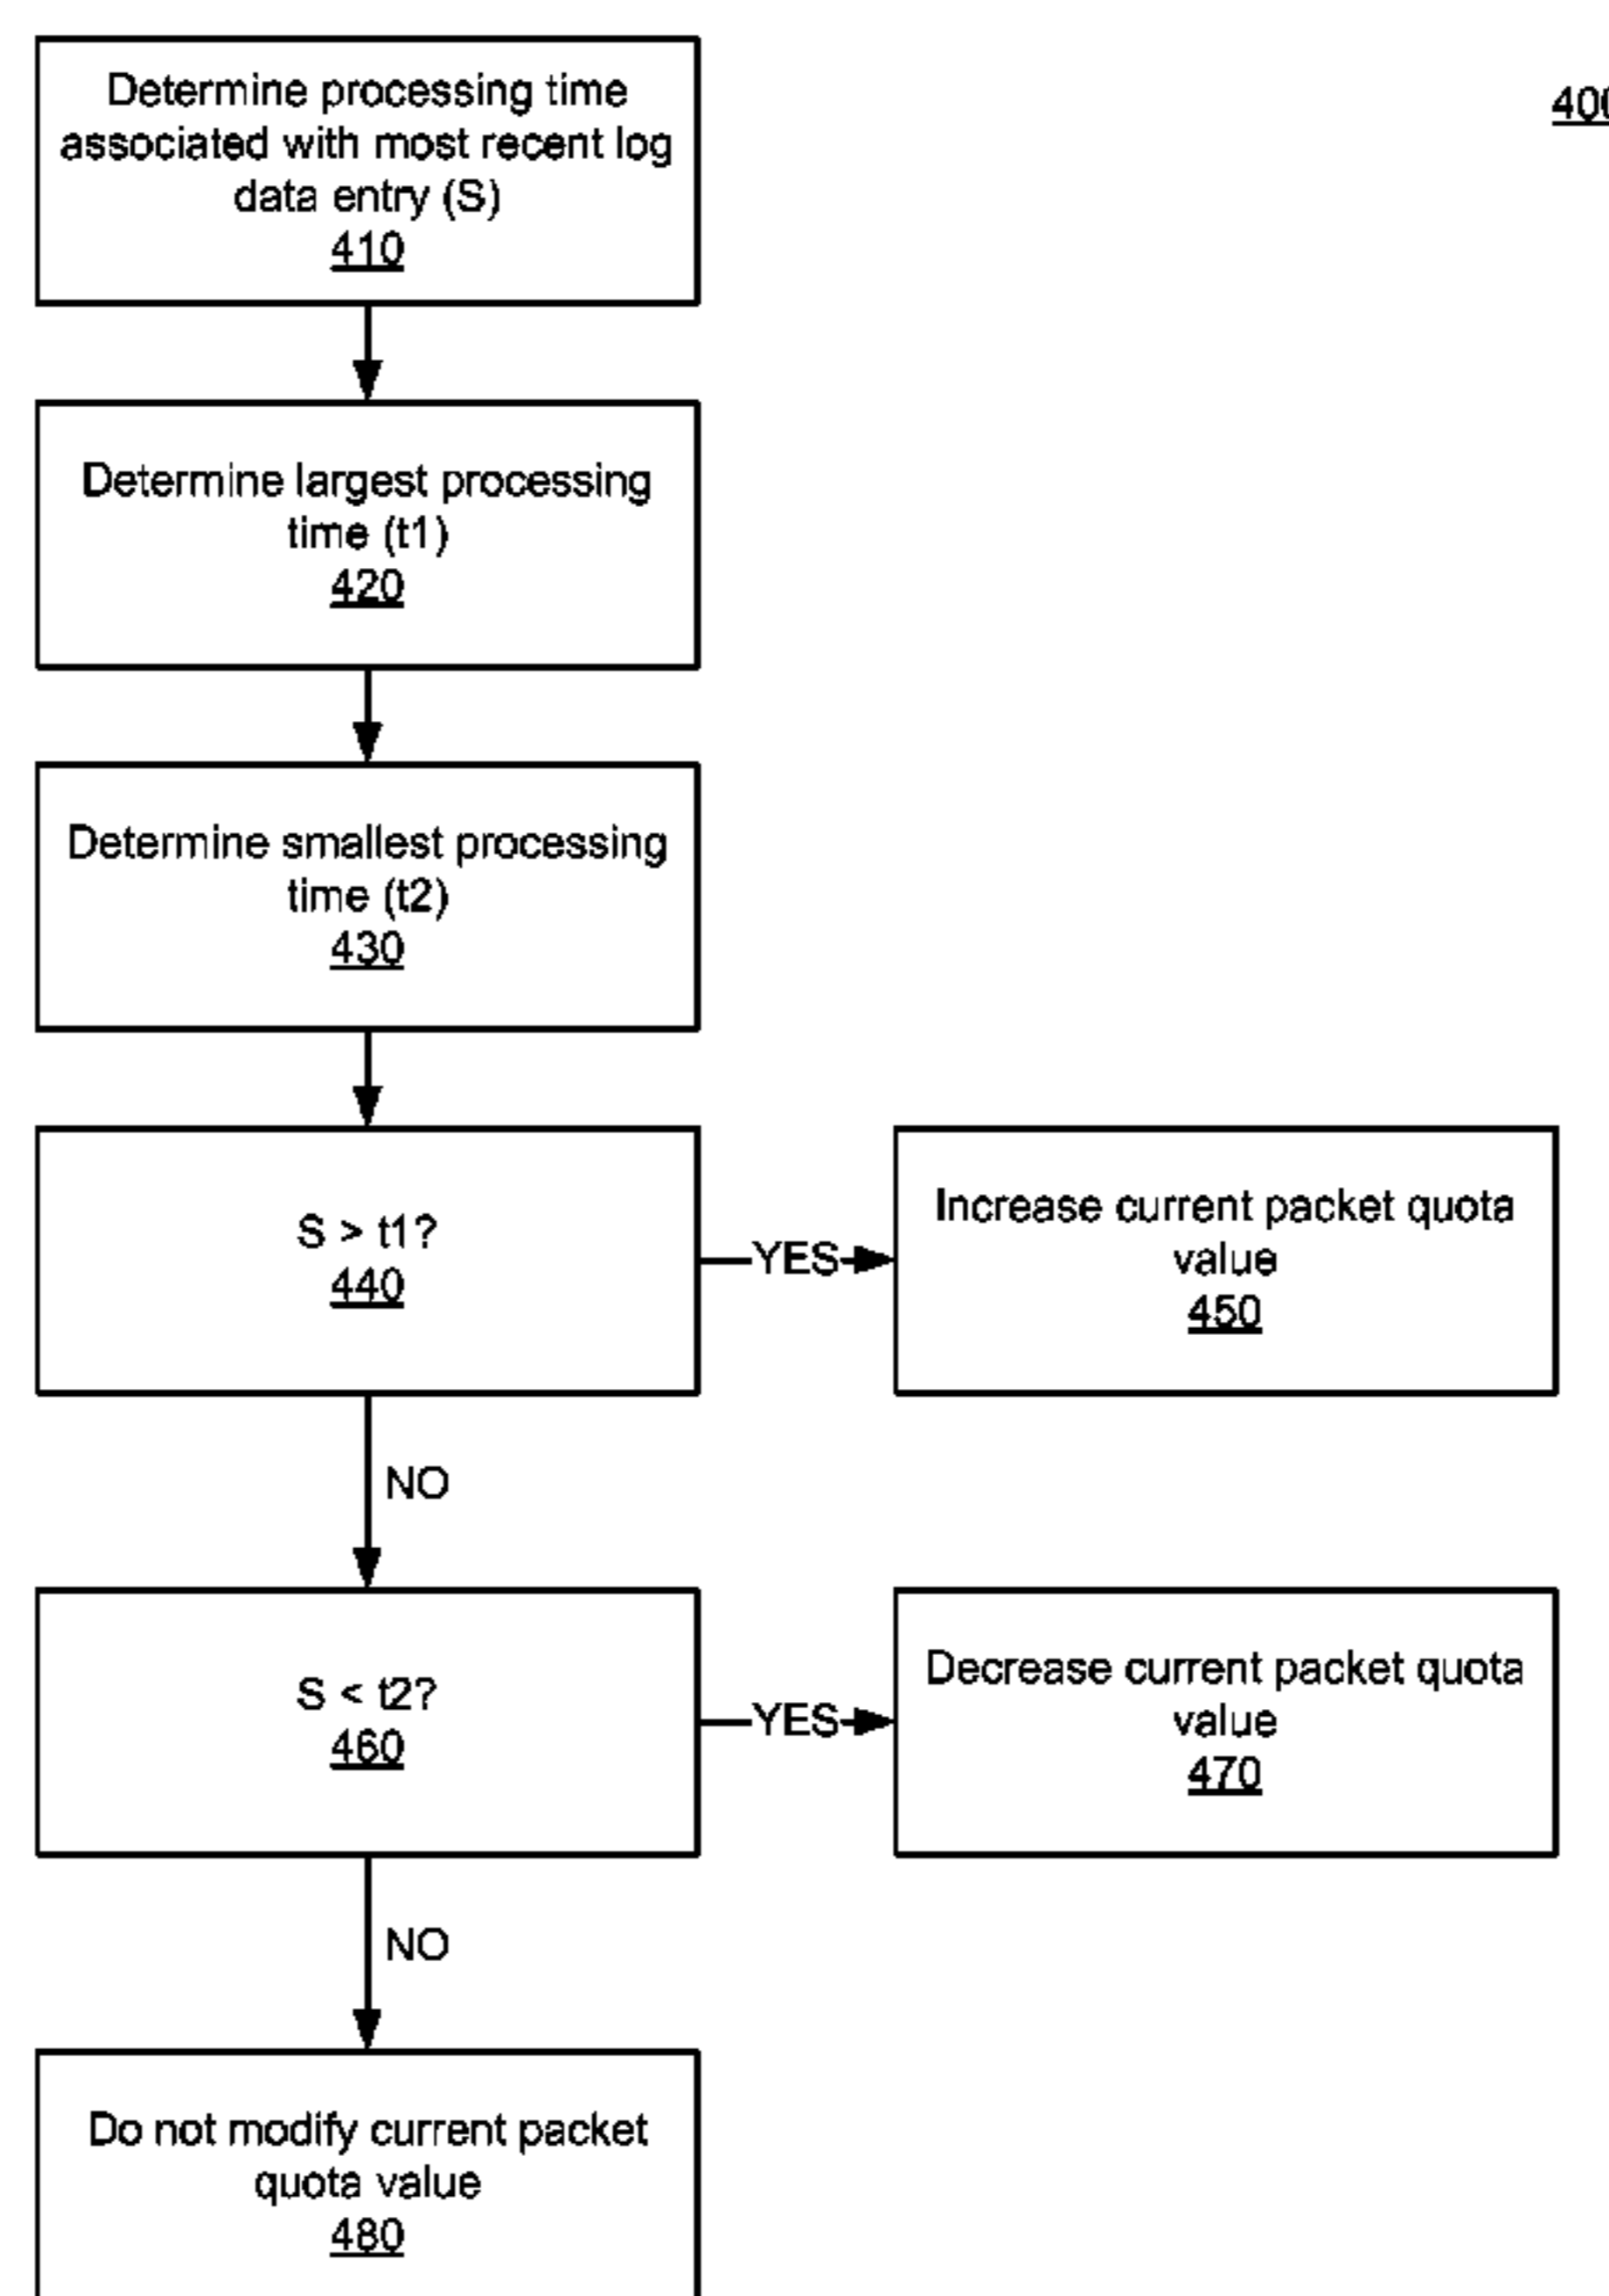 Determine processing time
associated with most recent log
data entry (S)
410
Determine largest processing
time (t1)
420
Determine smallest processing
time (t2)
430
S > t1?
440
YES
Increase current packet quota
value
450
NO
S < t2?
460
YES
Decrease current packet quota
value
470
NO
Do not modify current packet
quota value
480